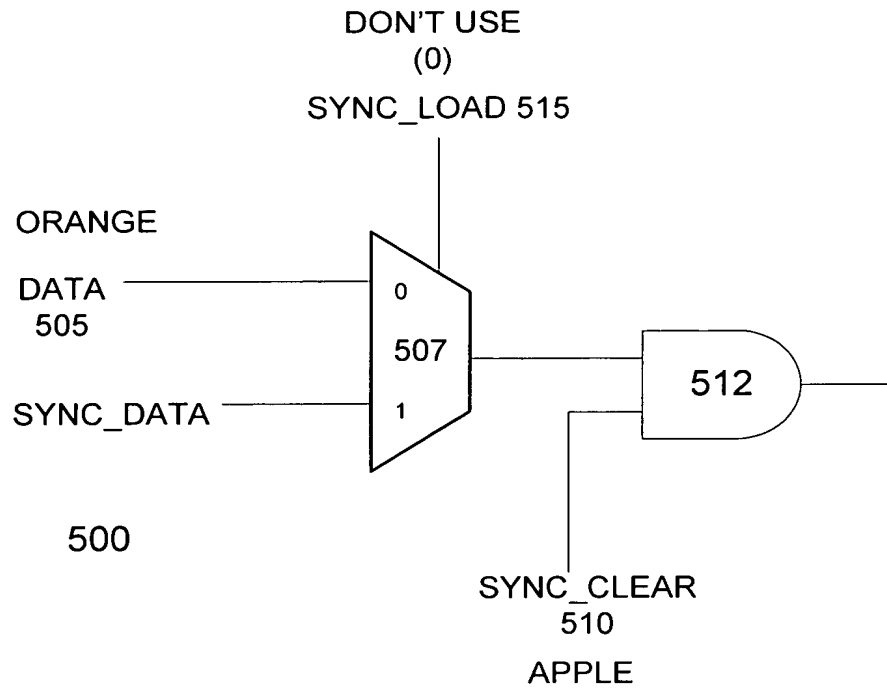 DON'T USE
(0)
SYNC_LOAD 515
ORANGE
DATA
505
0
507
1
SYNC_DATA
512
500
SYNC_CLEAR
510
APPLE